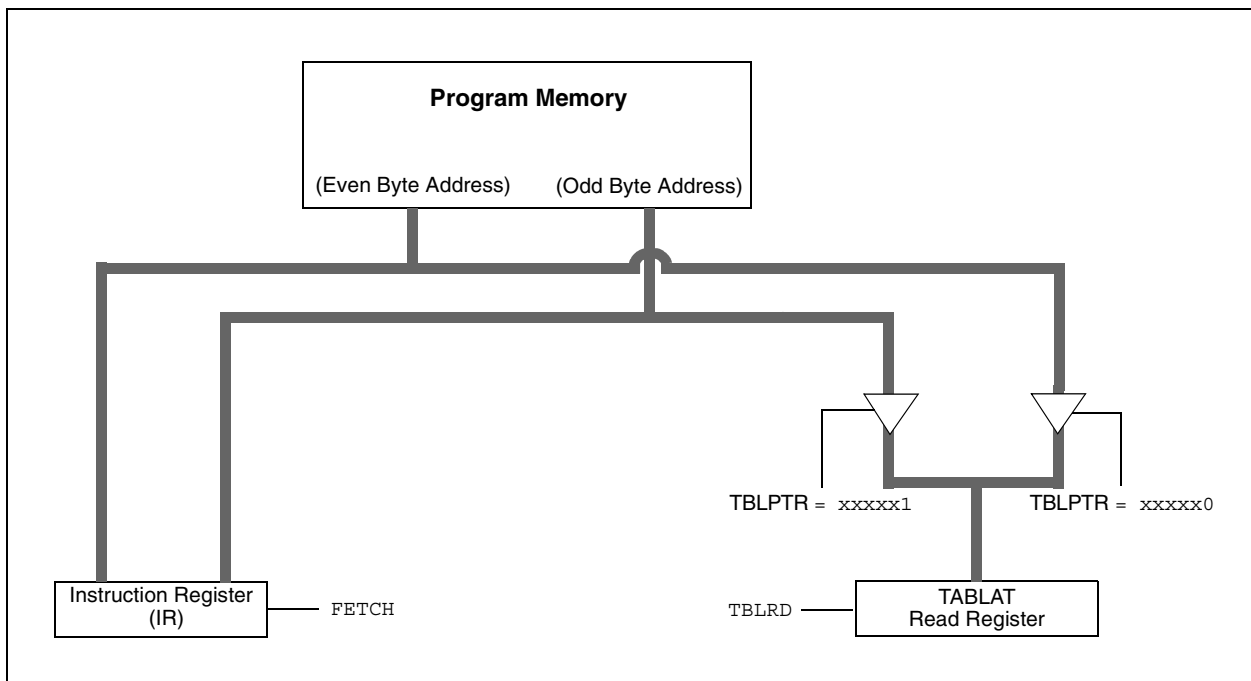 Program Memory
(Even Byte Address) (Odd Byte Address)
TBLPTR = xxxxx1
TBLPTR = xxxxx0
Instruction Register
(IR)
FETCH
TBLRD
TABLAT
Read Register